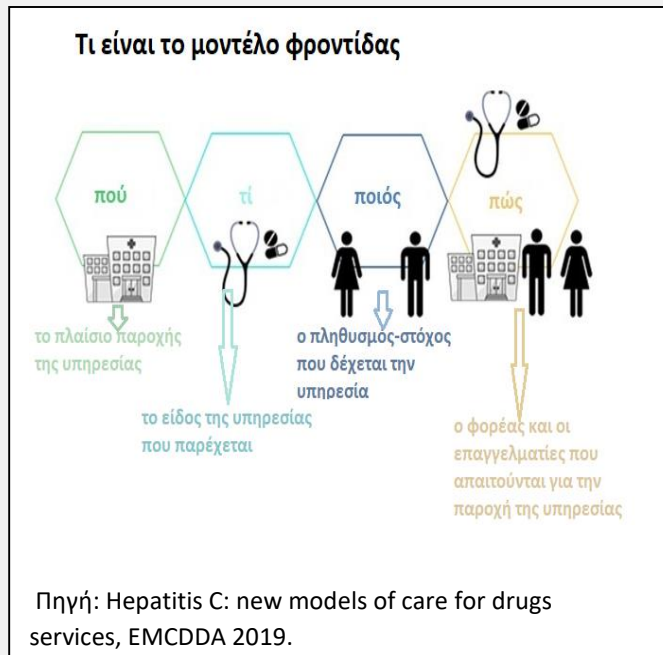 Τι είναι το μοντέλο φροντίδας
πού
τί
ποιός
πώς
το πλαίσιο παροχής
της υπηρεσίας
το είδος της υπηρεσίας
που παρέχεται
ο πληθυσμός-στόχος
που δέχεται την
υπηρεσία
ο φορέας και οι
επαγγελματίες που
απαιτούνται για την
παροχή της υπηρεσίας
Πηγή: Hepatitis C: new models of care for drugs
services, EMCDDA 2019.